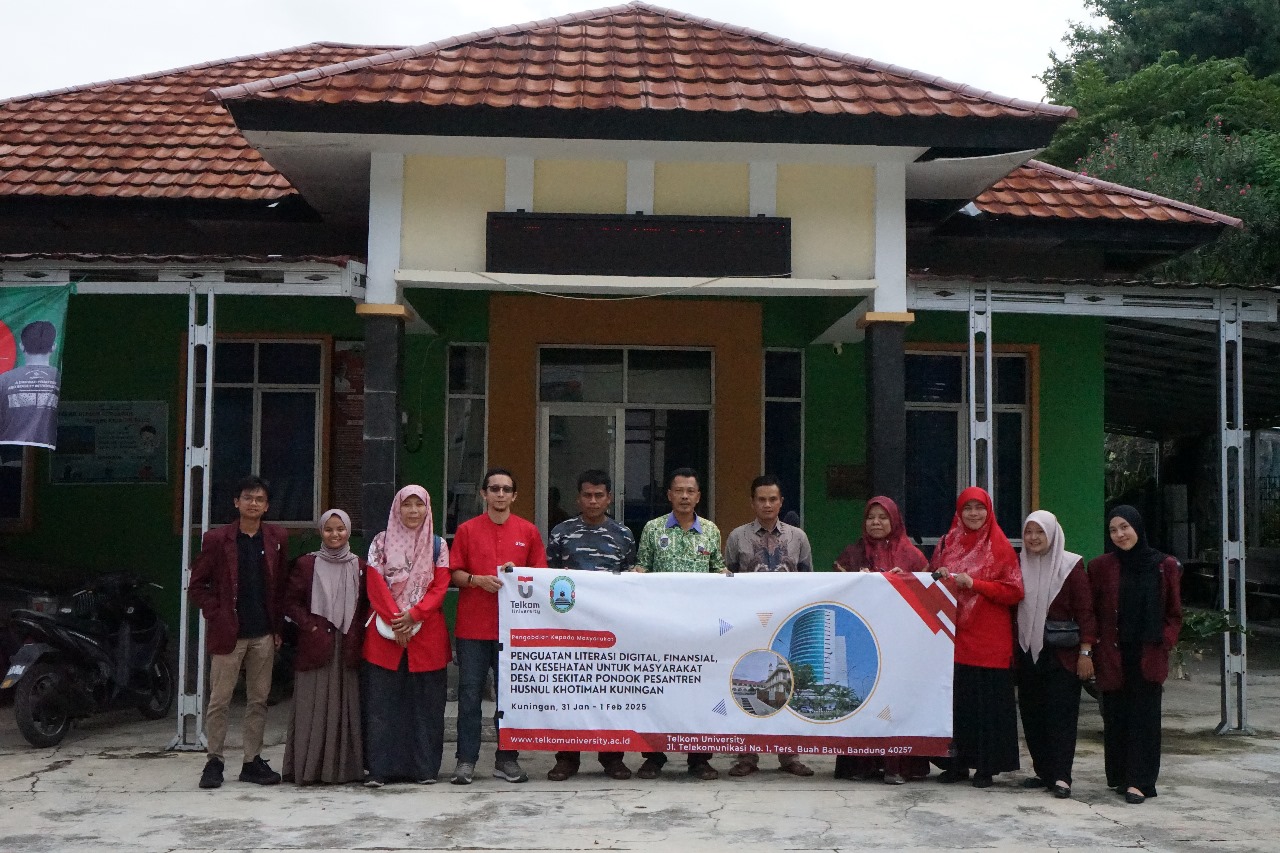 Telkom
University
Pengabdian Kepada Masyarakat
PENGUATAN LITERASI DIGITAL, FINANSIAL,
DAN KESEHATAN UNTUK MASYARAKAT
DESA DI SEKITAR PONDOK PESANTREN
HUSNUL KHOTIMAH KUNINGAN
Kuningan, 31 Jan - 1 Feb 2025
www.telkomuniversity.ac.id
Telkom University
Jl. Telekomunikasi No. 1, Ters. Buah Batu, Bandung 40257